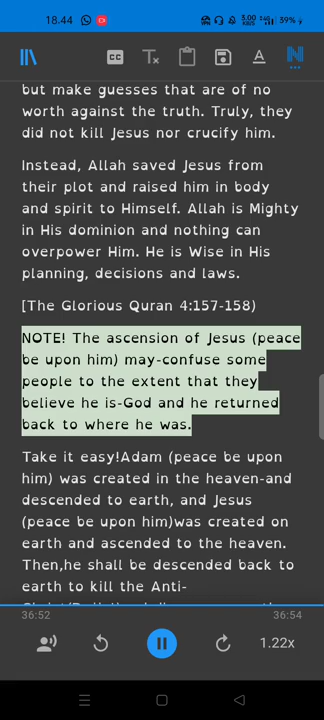 18.44
3.00 KB/S
39%
CC
but make guesses that are of no
worth against the truth. Truly, they
did not kill Jesus nor crucify him.
Instead, Allah saved Jesus from
their plot and raised him in body
and spirit to Himself. Allah is Mighty
in His dominion and nothing can
overpower Him. He is Wise in His
planning, decisions and laws.
[The Glorious Quran 4:157-158)
NOTE! The ascension of Jesus (peace
be upon him) may-confuse some
people to the extent that they
believe he is-God and he returned
back to where he was.
Take it easy!Adam (peace be upon
him) was created in the heaven-and
descended to earth, and Jesus
(peace be upon him)was created on
earth and ascended to the heaven.
Then,he shall be descended back to
earth to kill the Anti-
36:52
36:54
1.22x